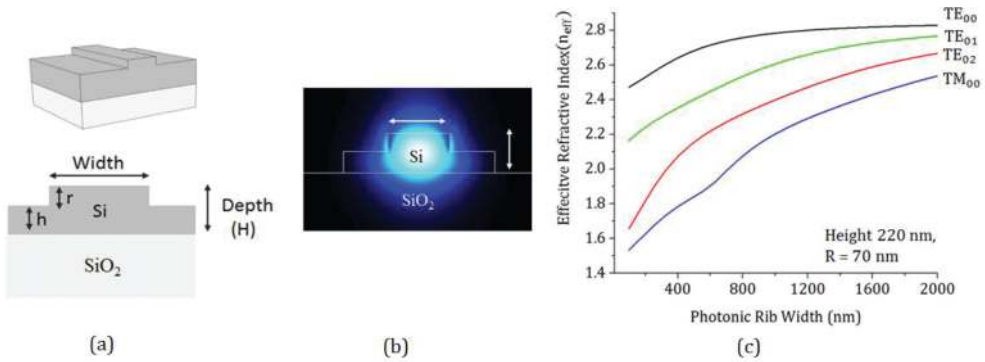 (a)
Width
r
h
Si
Depth
(H)
SiO2
Si
SiO2
(b)
(c)
Effecitve Refractive Index(neff)
2.8
2.6
2.4
2.2
2.0
1.8
1.6
1.4
TE00
TE01
TE02
TM00
Height 220 nm,
R = 70 nm
400
800
1200
1600
2000
Photonic Rib Width (nm)
(a)
(b)
(c)